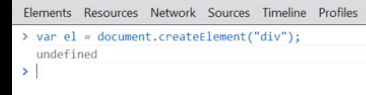 Elements Resources Network Sources Timeline Profiles
> var el = document.createElement("div");
undefined
>